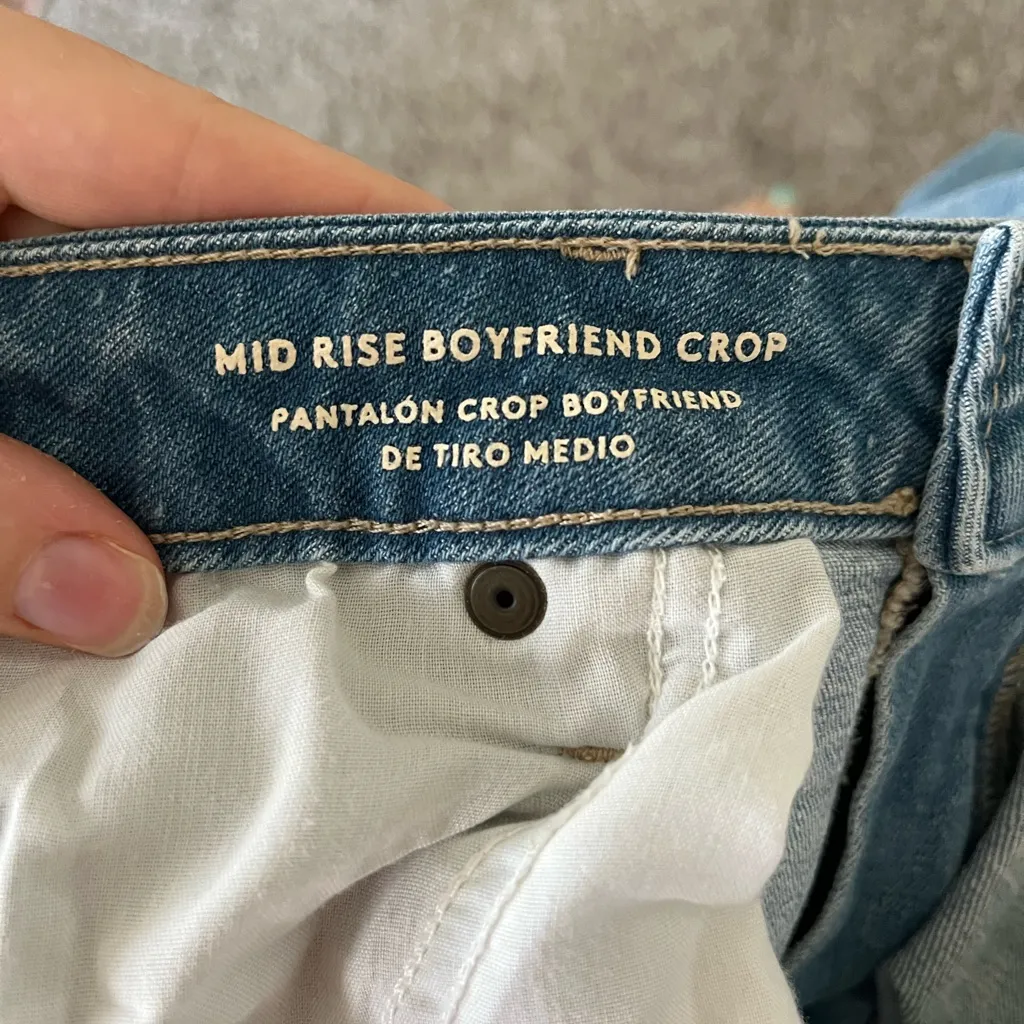 MID RISE BOYFRIEND CROP
PANTALÓN CROP BOYFRIEND
DE TIRO MEDIO